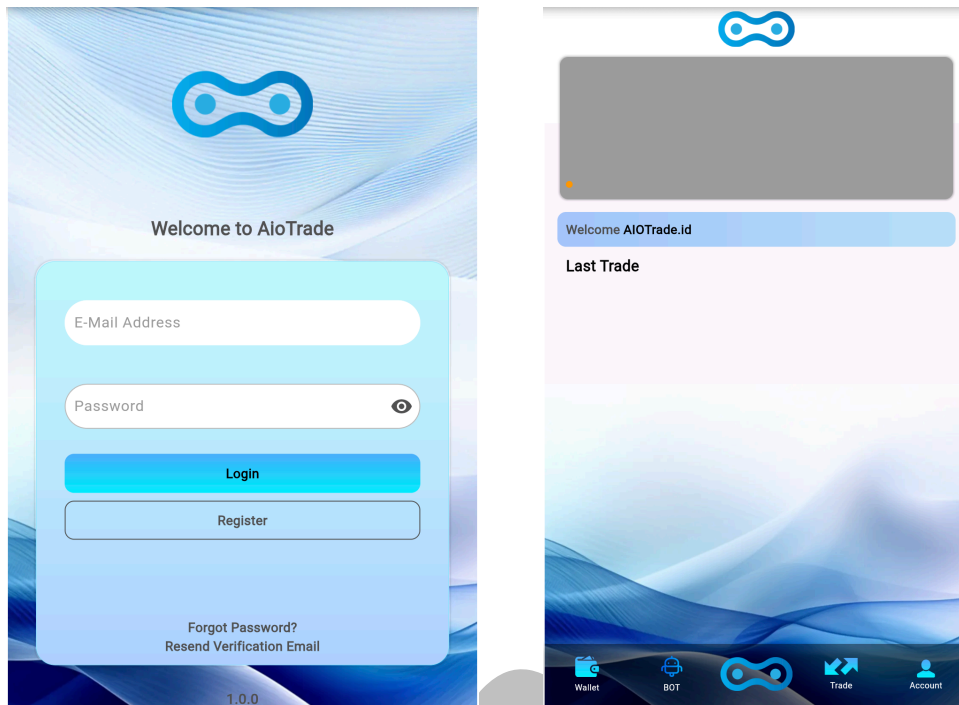 Welcome to AioTrade
E-Mail Address
Password
Login
Register
Forgot Password?
Resend Verification Email
1.0.0
Welcome AIOTrade.id
Last Trade
Wallet
BOT
Trade
Account